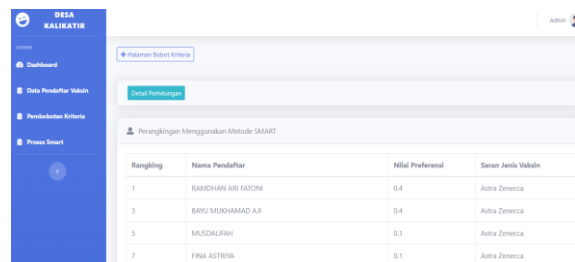 DESA
KALIKATIR
Admin
Dashboard
+ Halaman Bobot Kriteria
Data Pendaftar Vaksin
Detail Perhitungan
Pembobotan Kriteria
Perangkingan Menggunakan Metode SMART
Proses Smart
Rangking Nama Pendaftar Nilai Preferensi Saran Jenis Vaksin
1 RAMDHAN ARI FATONI 0.4 Astra Zenecca
3 BAYU MUKHAMAD AJI 0.4 Astra Zenecca
5 MUSDALIFAH 0.1 Astra Zenecca
7 FINA ASTRIYA 0.1 Astra Zenecca